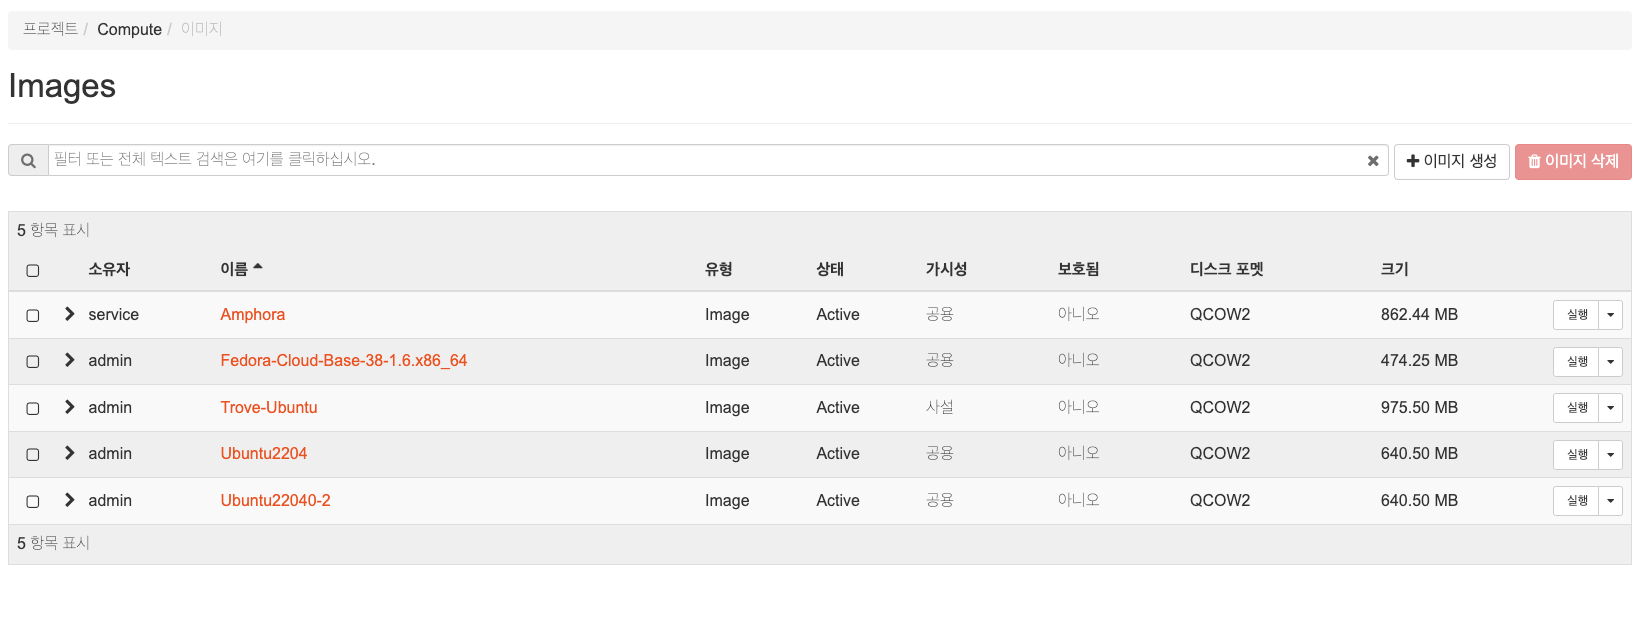 프로젝트 / Compute / 이미지
Images
필터 또는 전체 텍스트 검색은 여기를 클릭하십시오.
이미지 생성
이미지 삭제
5 항목 표시
소유자 이름 유형 상태 가시성 보호됨 디스크 포멧 크기
service Amphora Image Active 공용 아니오 QCOW2 862.44 MB 실행
admin Fedora-Cloud-Base-38-1.6.x86_64 Image Active 공용 아니오 QCOW2 474.25 MB 실행
admin Trove-Ubuntu Image Active 사설 아니오 QCOW2 975.50 MB 실행
admin Ubuntu2204 Image Active 공용 아니오 QCOW2 640.50 MB 실행
admin Ubuntu22040-2 Image Active 공용 아니오 QCOW2 640.50 MB 실행
5 항목 표시